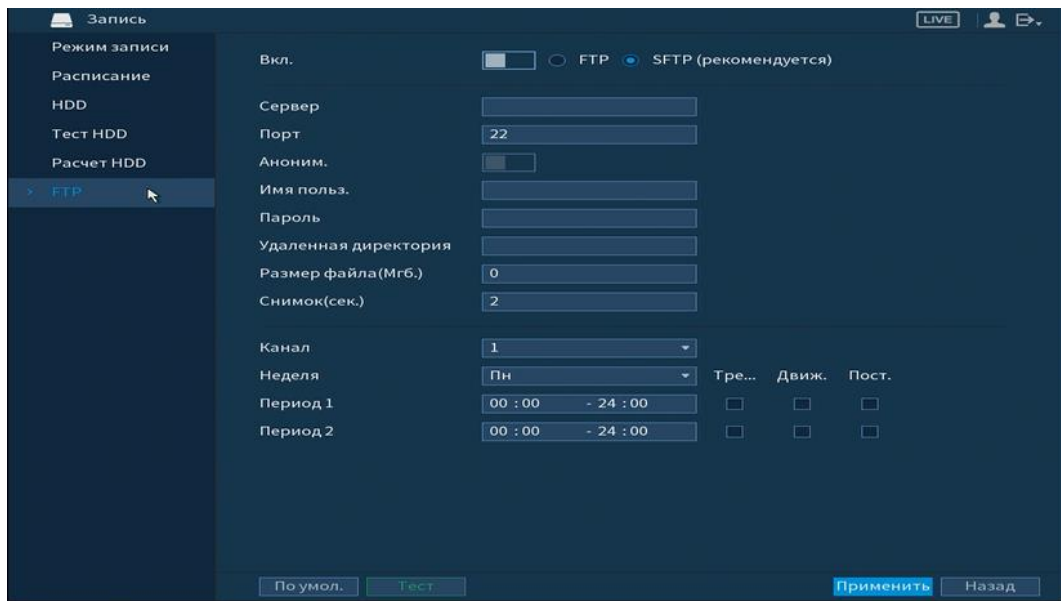 Запись LIVE
Режим записи
Расписание
HDD
Тест HDD
Расчет HDD
> FTP
Вкл. FTP SFTP (рекомендуется)
Сервер
Порт 22
Аноним.
Имя польз.
Пароль
Удаленная директория
Размер файла(Мгб.) 0
Снимок(сек.) 2
Канал 1
Неделя Пн Тре... Движ. Пост.
Период 1 00 : 00 - 24 : 00
Период 2 00 : 00 - 24 : 00
По умол. Тест Применить Назад